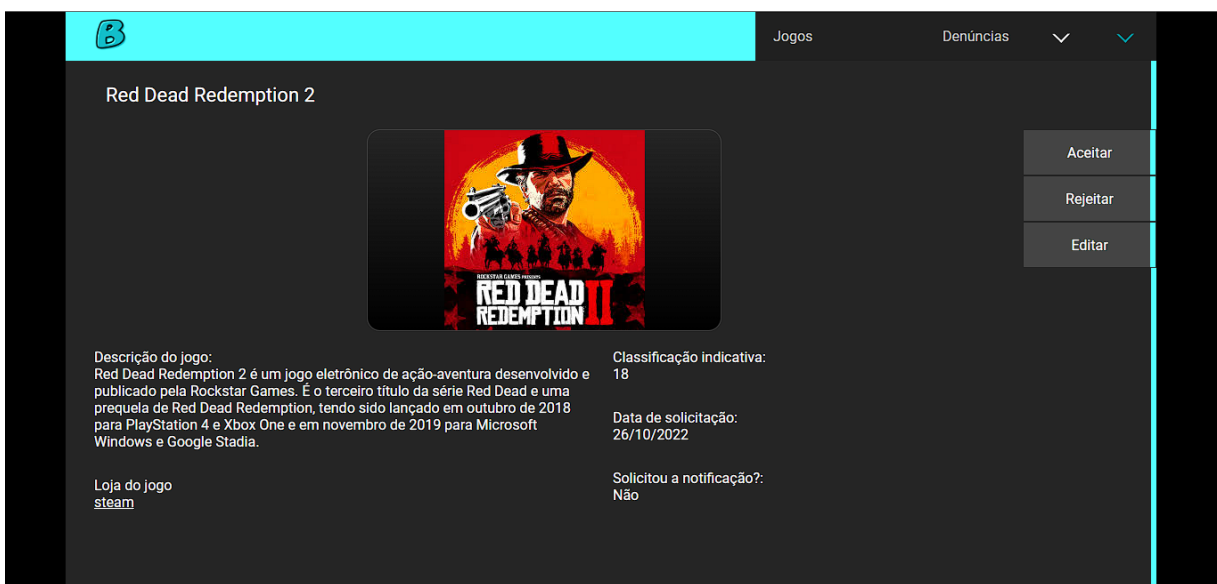 B
Jogos
Denúncias
Red Dead Redemption 2
ROCKSTAR GAMES PRESENTS
RED DEAD
REDEMPTION II
Aceitar
Rejeitar
Editar
Descrição do jogo:
Red Dead Redemption 2 é um jogo eletrônico de ação-aventura desenvolvido e
publicado pela Rockstar Games. É o terceiro título da série Red Dead e uma
prequela de Red Dead Redemption, tendo sido lançado em outubro de 2018
para PlayStation 4 e Xbox One e em novembro de 2019 para Microsoft
Windows e Google Stadia.
Loja do jogo
steam
Classificação indicativa:
18
Data de solicitação:
26/10/2022
Solicitou a notificação?:
Não